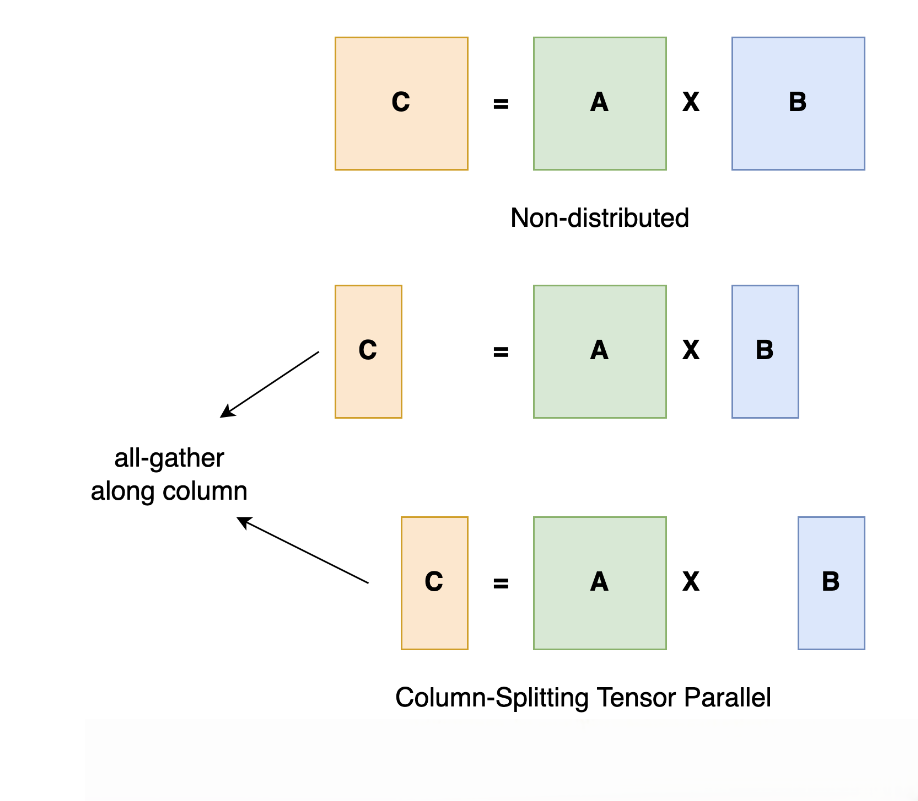 C = A X B
Non-distributed
C = A X B
all-gather
along column
C = A X B
Column-Splitting Tensor Parallel